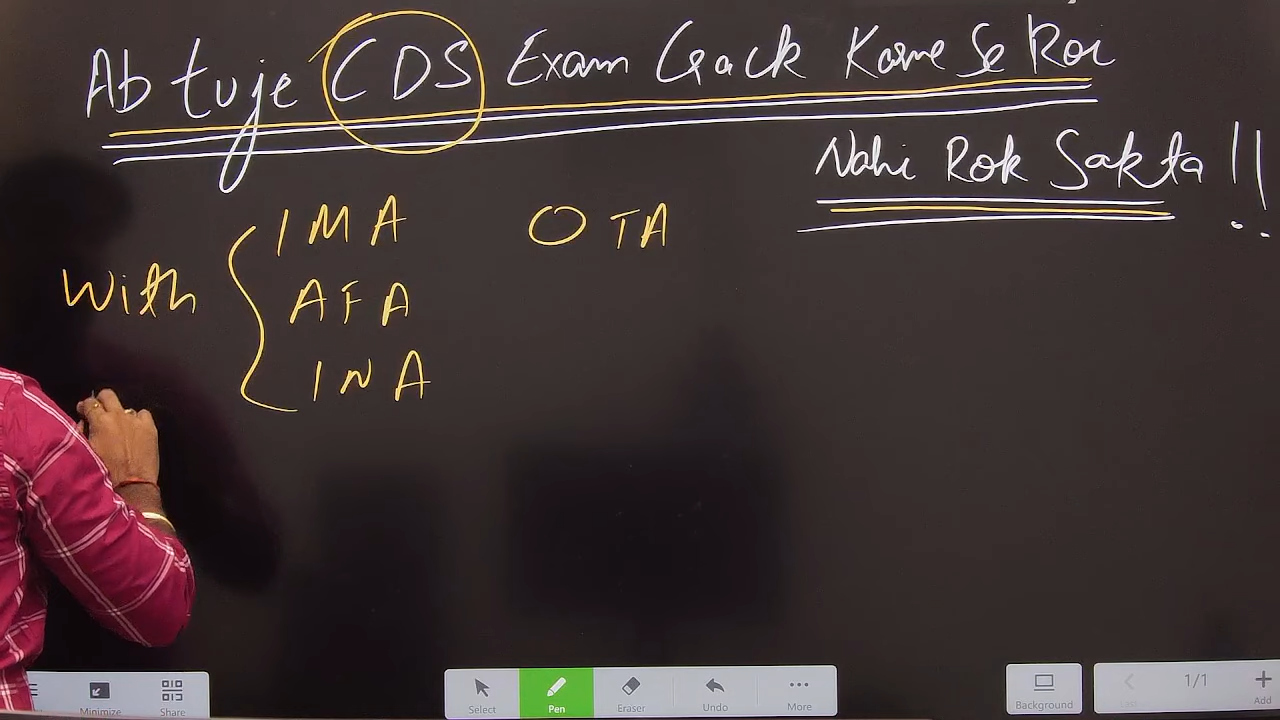 Ab tuje CDS Exam Crack Karne Se Koi
Nahi Rok Sakta !!
With
IMA OTA
AFA
INA
Minimize Share Select Pen Eraser Undo More Background 1/1 Add